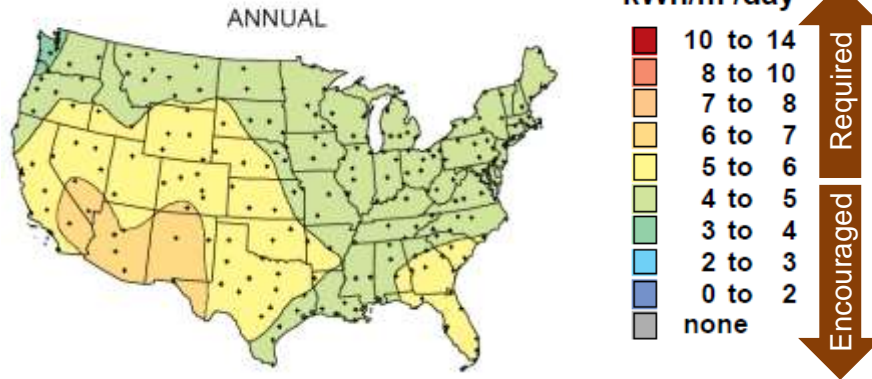 ANNUAL
10 to 14
8 to 10
7 to 8
6 to 7
5 to 6
4 to 5
3 to 4
2 to 3
0 to 2
none
Required
Encouraged